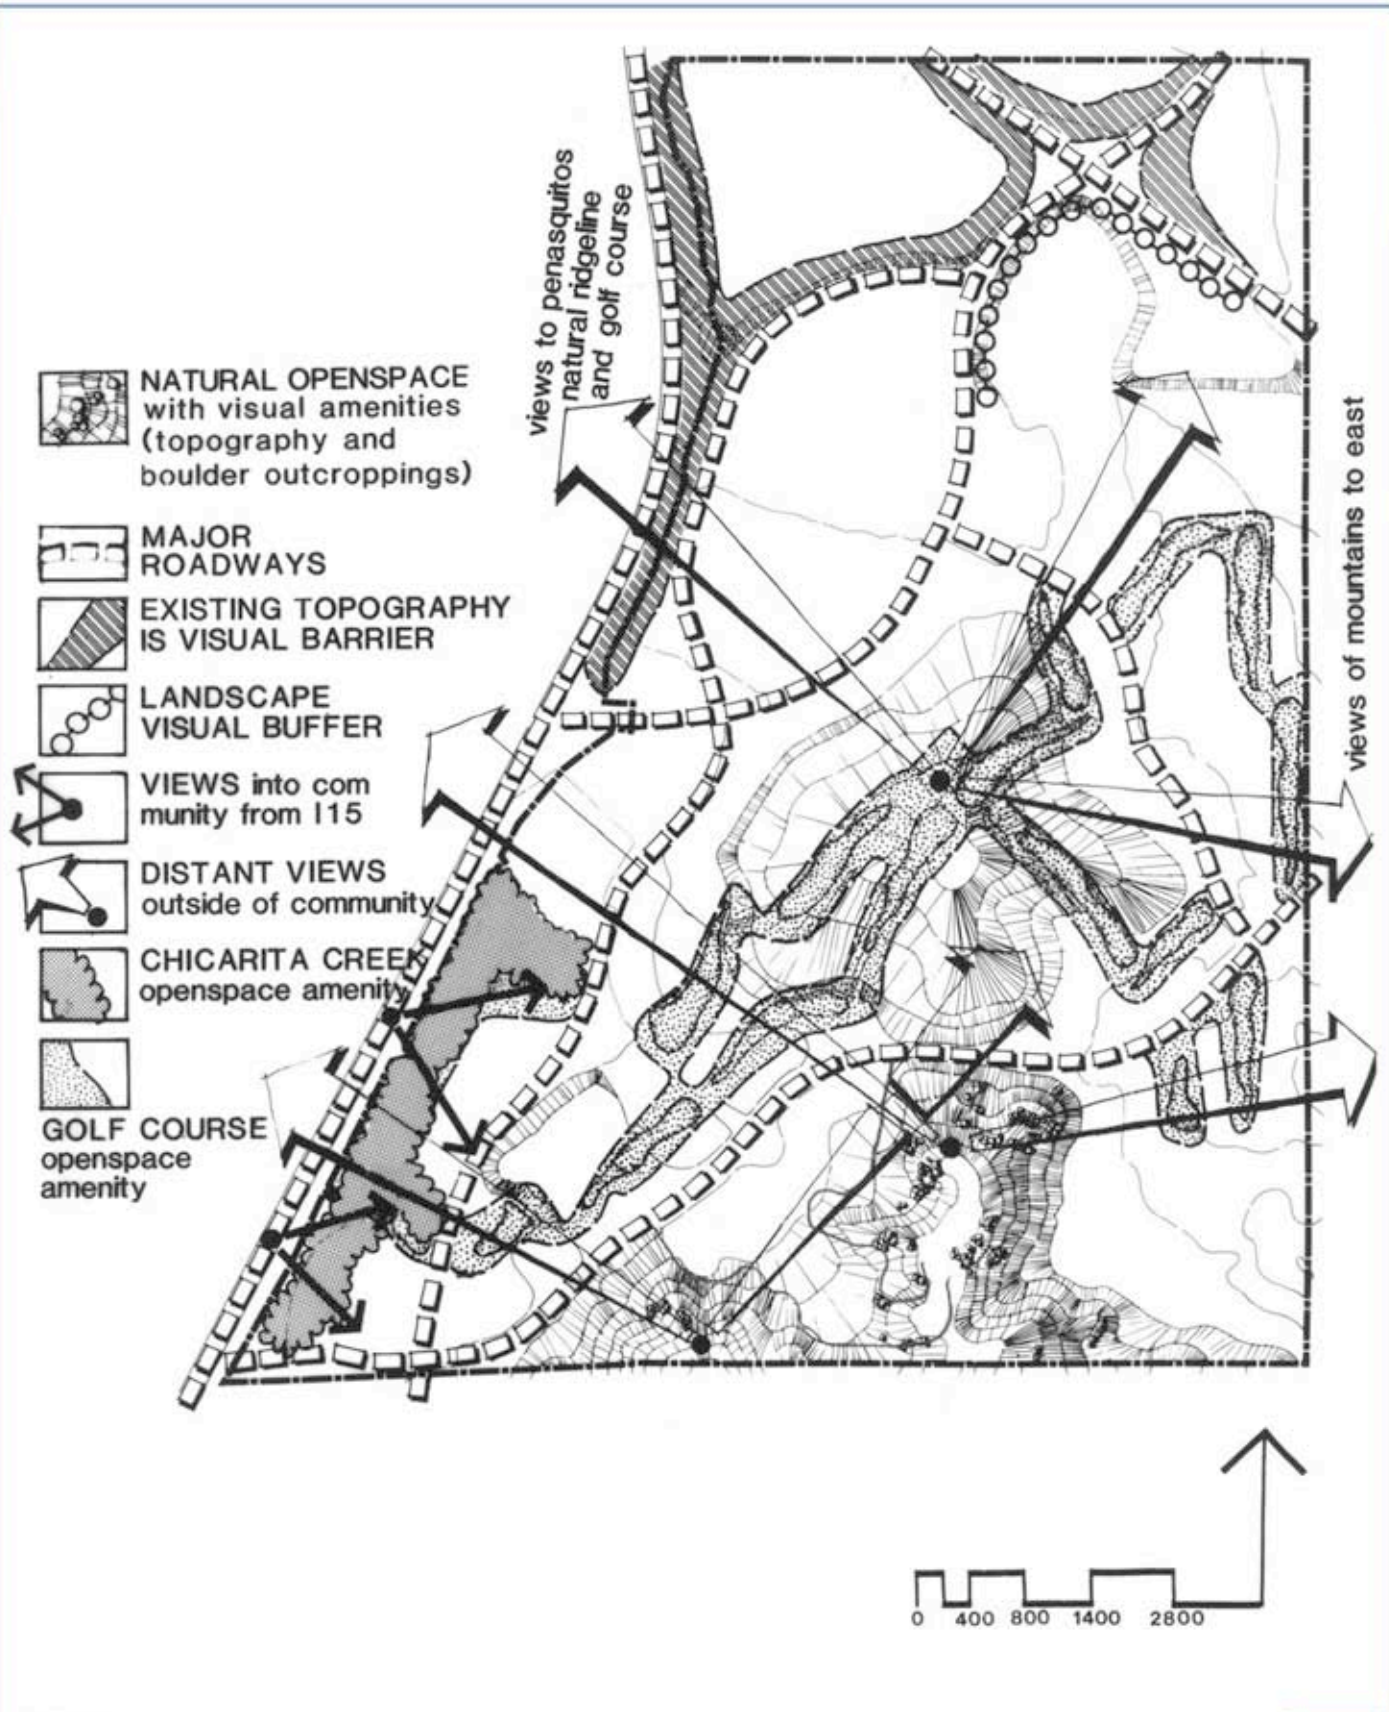 views to penasquitos
natural ridgeline
and golf course
NATURAL OPENSPACE
with visual amenities
(topography and
boulder outcroppings)
MAJOR
ROADWAYS
EXISTING TOPOGRAPHY
IS VISUAL BARRIER
LANDSCAPE
VISUAL BUFFER
VIEWS into com
munity from I15
DISTANT VIEWS
outside of community
CHICARITA CREEK
openspace amenity
GOLF COURSE
openspace
amenity
views of mountains to east
0 400 800 1400 2800